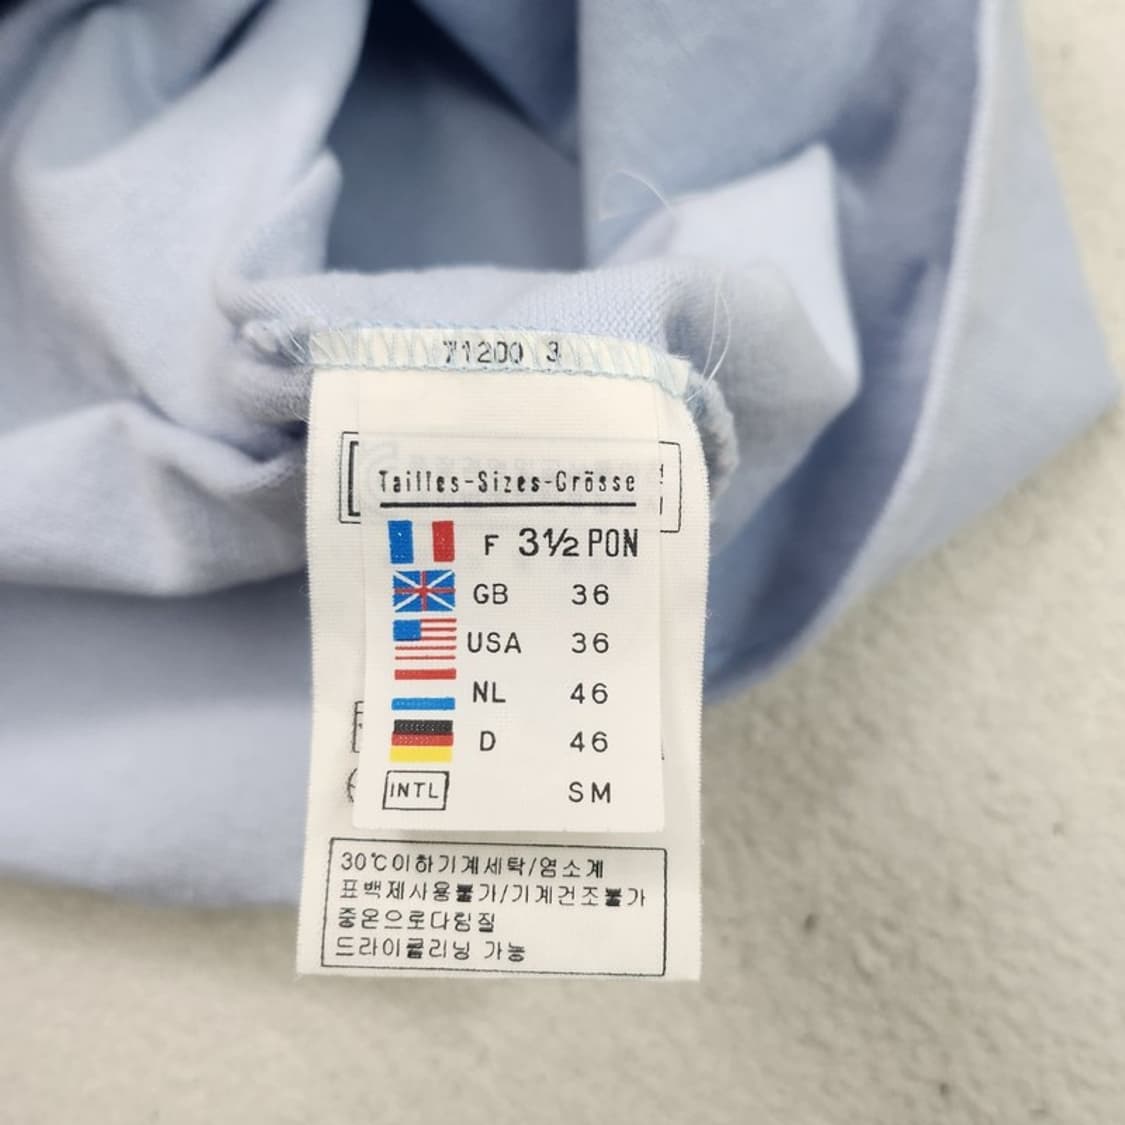 71200 3
Tailles-Sizes-Grösse
F 3½ PON
GB 36
USA 36
NL 46
D 46
INTL SM
30℃이하기계세탁/염소계
표백제사용불가/기계건조불가
중온으로다림질
드라이클리닝 가능